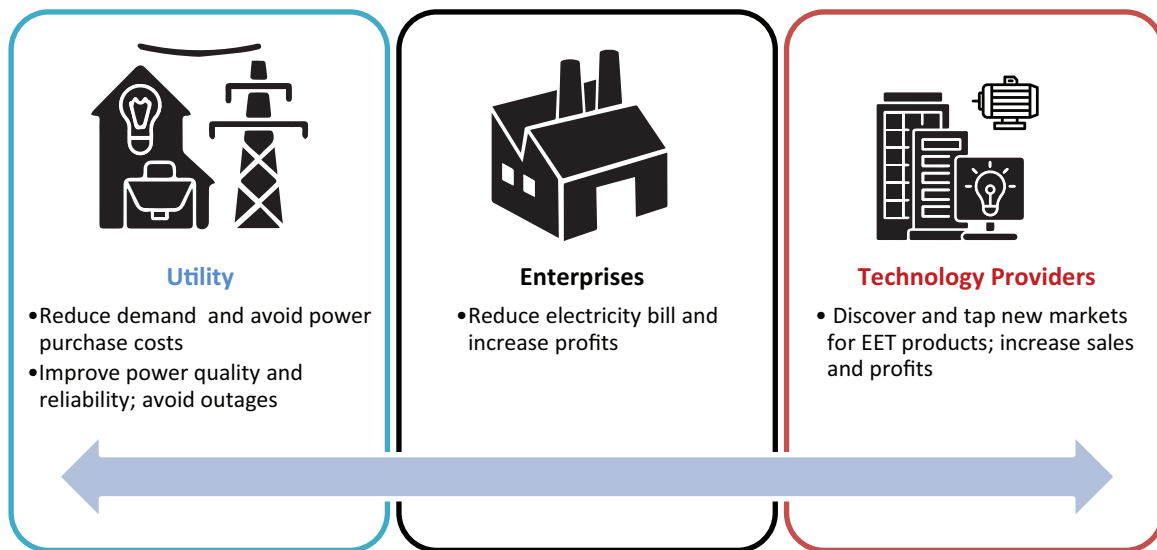 Utility
•Reduce demand  and avoid power
purchase costs
•Improve power quality and
reliability; avoid outages
Enterprises
•Reduce electricity bill and
increase profits
Technology Providers
• Discover and tap new markets
for EET products; increase sales
and profits